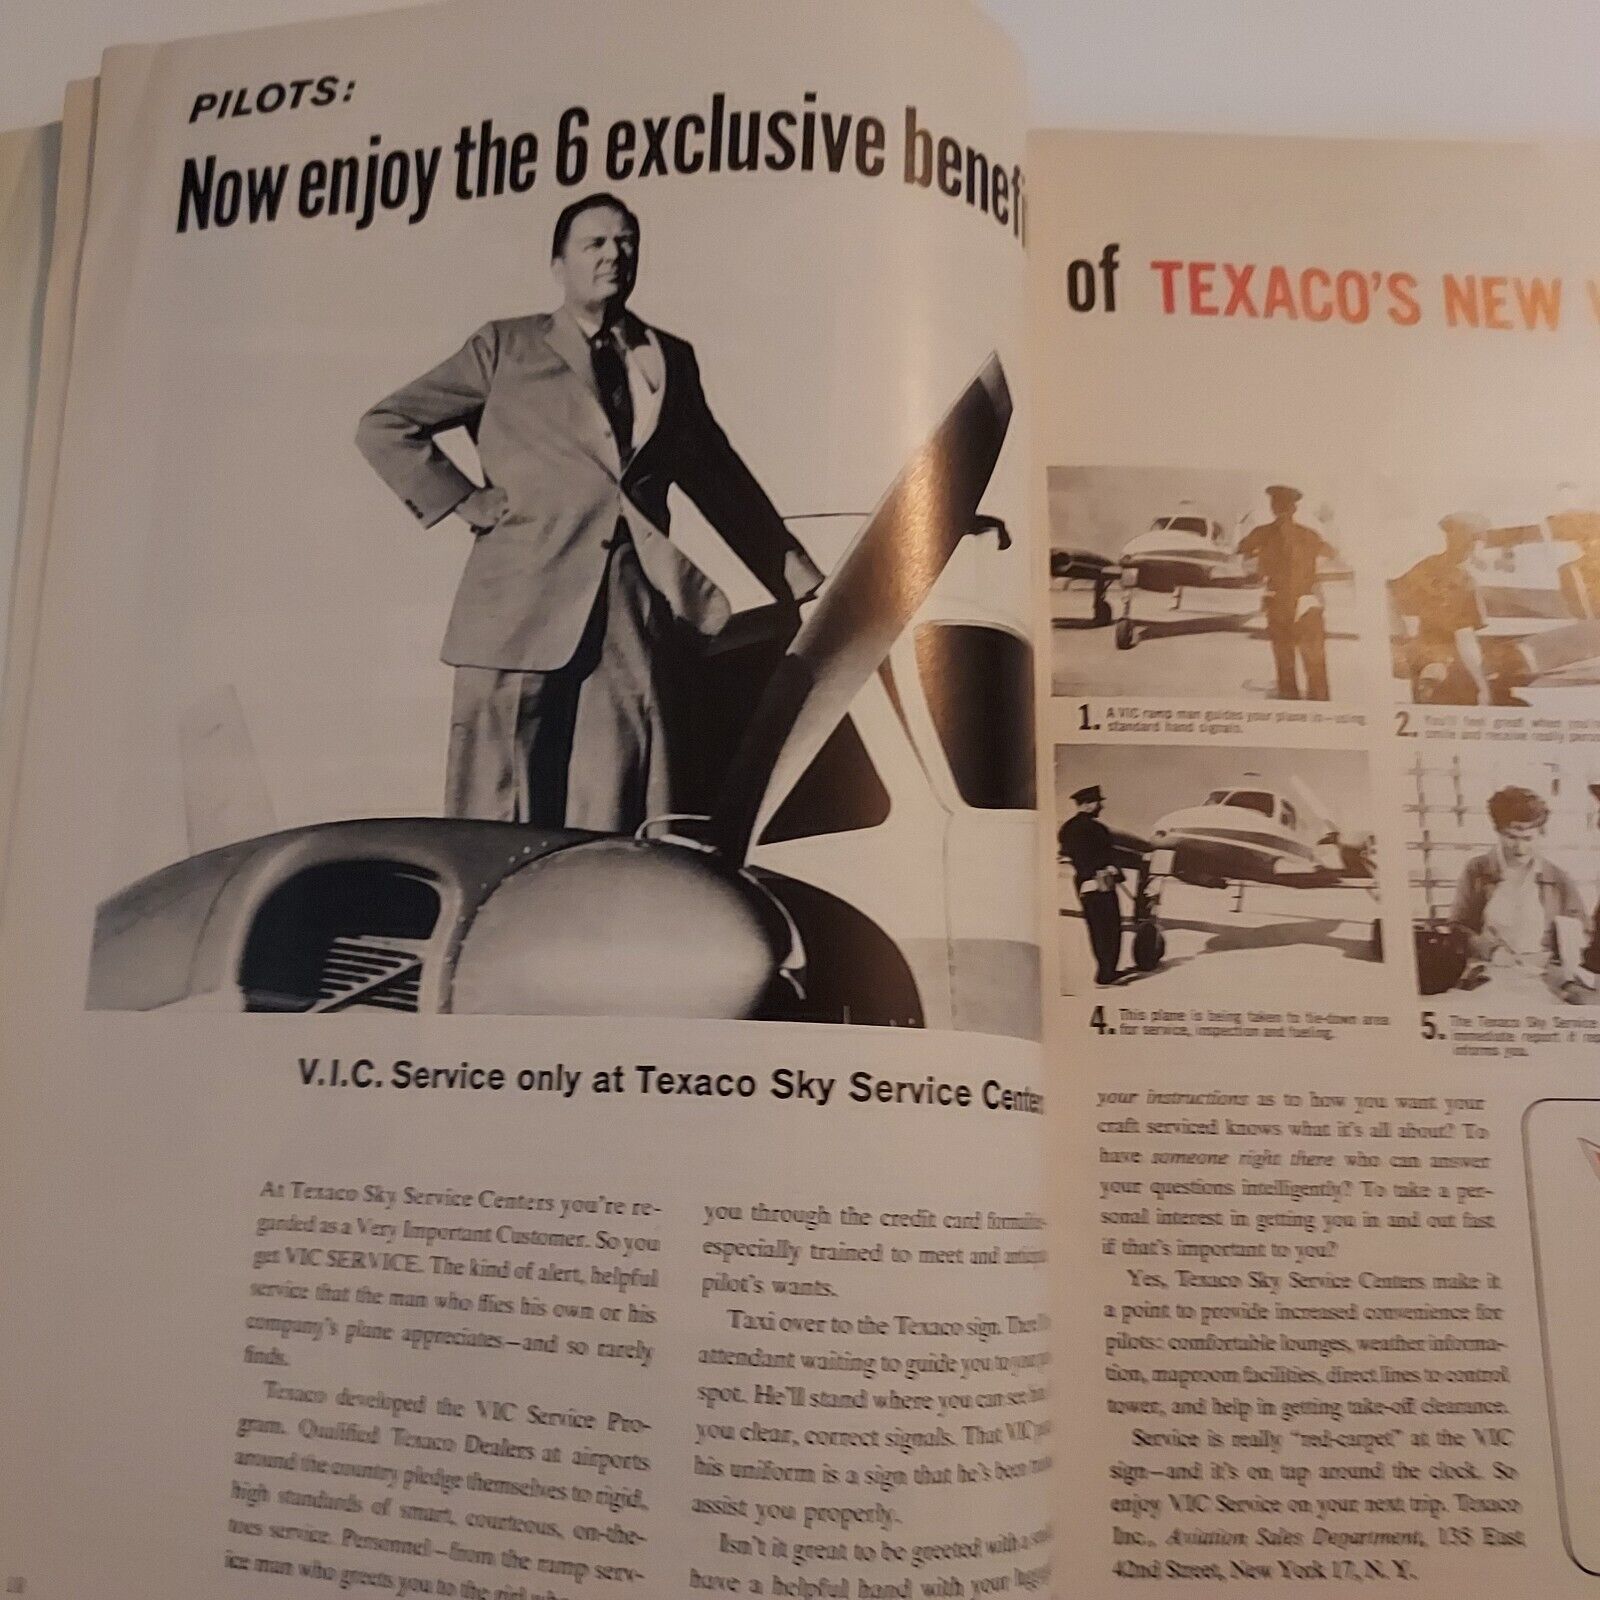 PILOTS:
Now enjoy the 6 exclusive
of TEXACO'S NEW
1. A VIC ramp man guides your plane in—using
standard hand signals.
2. You'll feel great when
smile and receive really
4. This plane is being taken to tie-down area
for service, inspection and fueling.
5. The Texaco Sky Service
immediate report it
informs you.
V.I.C. Service only at Texaco Sky Service
At Texaco Sky Service Centers you're re-
garded as a Very Important Customer. So you
get VIC SERVICE. The kind of alert, helpful
service that the man who flies his own or his
company's plane appreciates—and so rarely
finds.
Texaco developed the VIC Service Pro-
gram. Qualified Texaco Dealers at airports
around the country pledge themselves to rigid,
high standards of smart, courteous, on-the-
toes service. Personnel—from the ramp serv-
ice man who greets you to the girl who
you through the credit card
especially trained to meet and
pilot's wants.
Taxi over to the Texaco sign.
attendant waiting to guide you to
spot. He'll stand where you can see
you clear, correct signals. That VIC
his uniform is a sign that he's been
assist you properly.
Isn't it great to be greeted with a
have a helpful hand with your
your instructions as to how you want your
craft serviced knows what it's all about? To
have someone right there who can answer
your questions intelligently? To take a per-
sonal interest in getting you in and out fast
if that's important to you?
Yes, Texaco Sky Service Centers make it
a point to provide increased convenience for
pilots: comfortable lounges, weather informa-
tion, maproom facilities, direct lines to control
tower, and help in getting take-off clearance.
Service is really "red-carpet" at the VIC
sign—and it's on tap around the clock. So
enjoy VIC Service on your next trip. Texaco
Inc., Aviation Sales Department, 135 East
42nd Street, New York 17, N. Y.